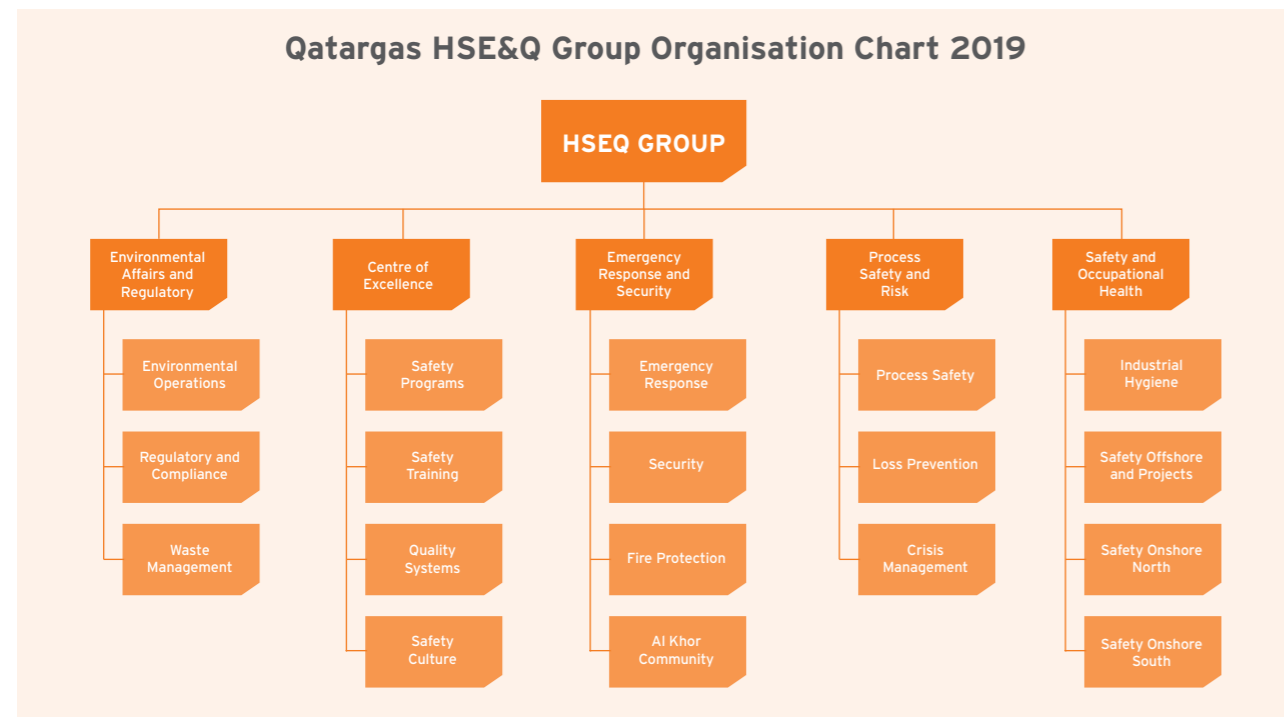 Qatargas HSE&Q Group Organisation Chart 2019
HSEQ GROUP
Environmental
Affairs and
Regulatory
Environmental
Operations
Regulatory and
Compliance
Waste
Management
Centre of
Excellence
Safety
Programs
Safety
Training
Quality
Systems
Safety
Culture
Emergency
Response and
Security
Emergency
Response
Security
Fire Protection
Al Khor
Community
Process
Safety and
Risk
Process Safety
Loss Prevention
Crisis
Management
Safety and
Occupational
Health
Industrial
Hygiene
Safety Offshore
and Projects
Safety Onshore
North
Safety Onshore
South